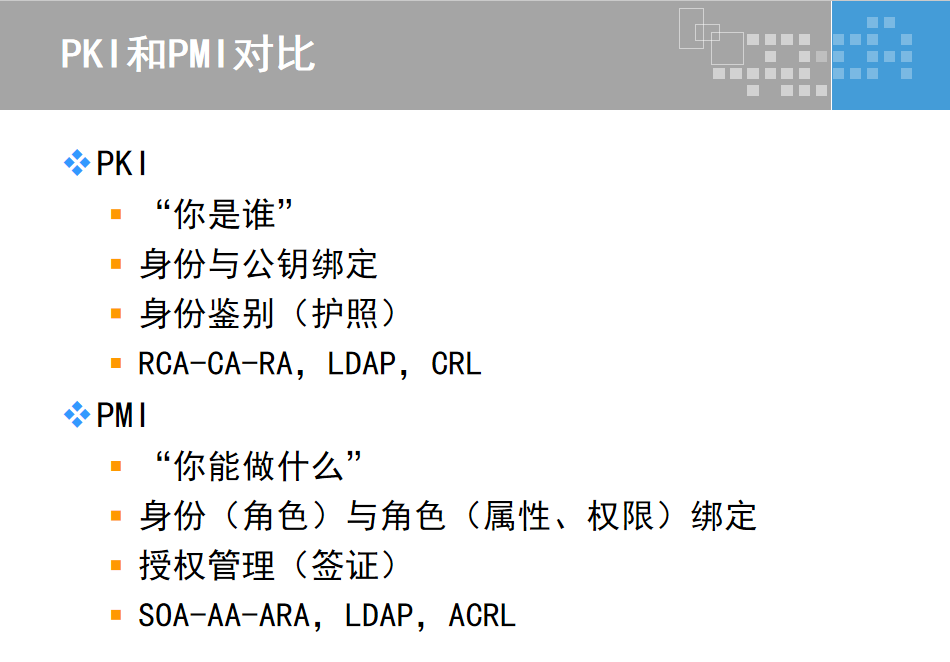 PKI和PMI对比
PKI
“你是谁”
身份与公钥绑定
身份鉴别（护照）
RCA-CA-RA, LDAP, CRL
PMI
“你能做什么”
身份（角色）与角色（属性、权限）绑定
授权管理（签证）
SOA-AA-ARA, LDAP, ACRL